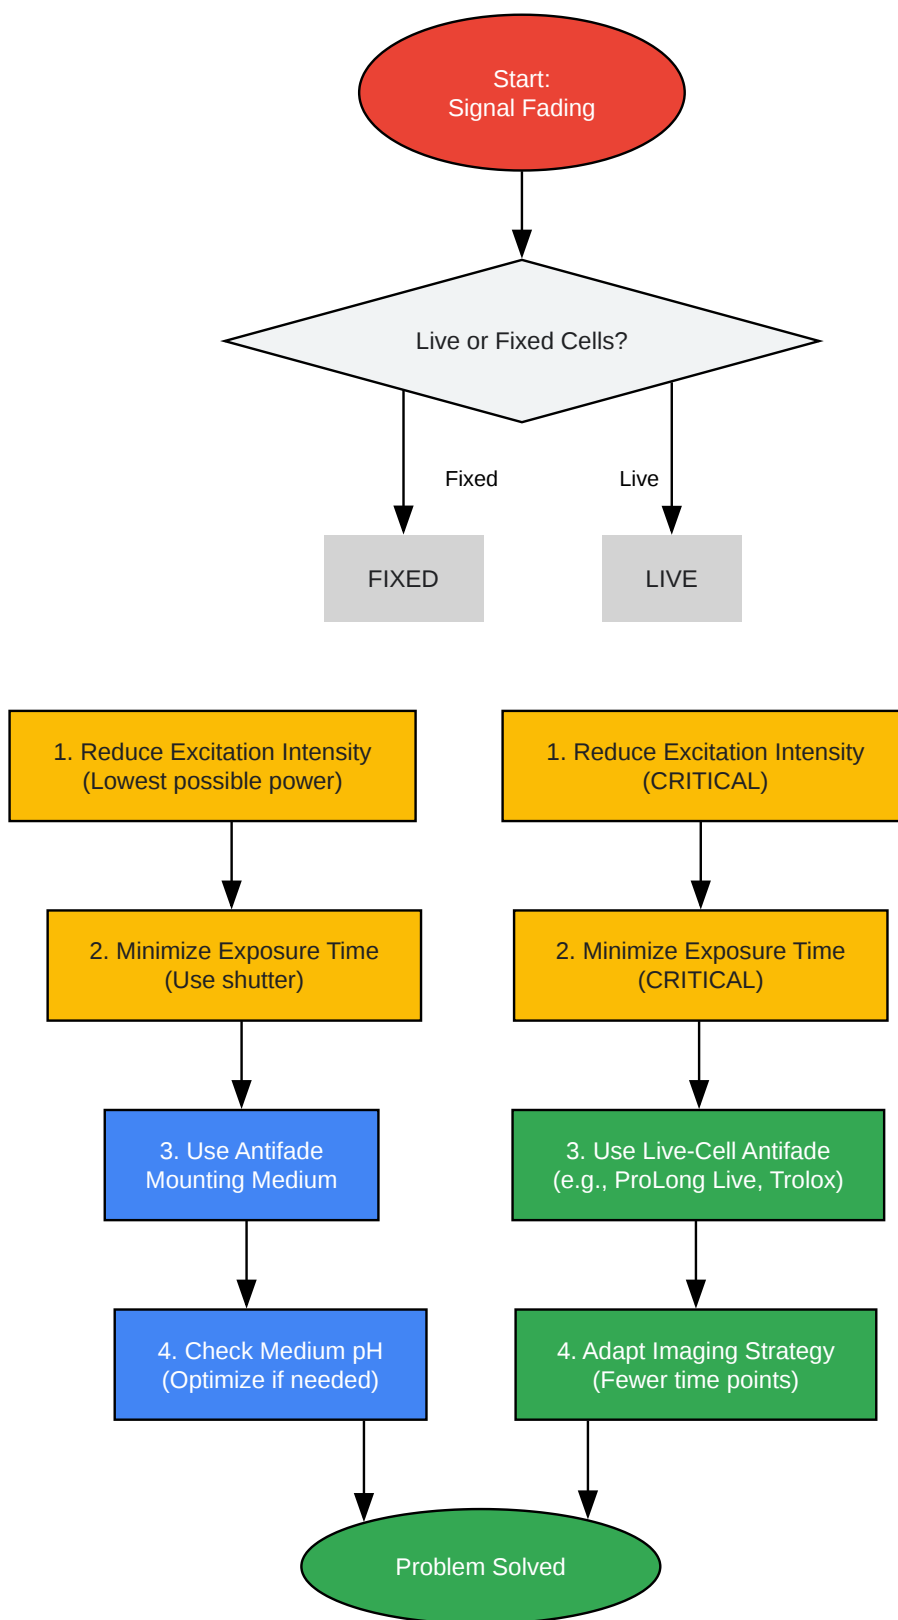 Start:
Signal Fading
Live or Fixed Cells?
Fixed
Live
FIXED
LIVE
1. Reduce Excitation Intensity
(Lowest possible power)
2. Minimize Exposure Time
(Use shutter)
3. Use Antifade
Mounting Medium
4. Check Medium pH
(Optimize if needed)
1. Reduce Excitation Intensity
(CRITICAL)
2. Minimize Exposure Time
(CRITICAL)
3. Use Live-Cell Antifade
(e.g., ProLong Live, Trolox)
4. Adapt Imaging Strategy
(Fewer time points)
Problem Solved